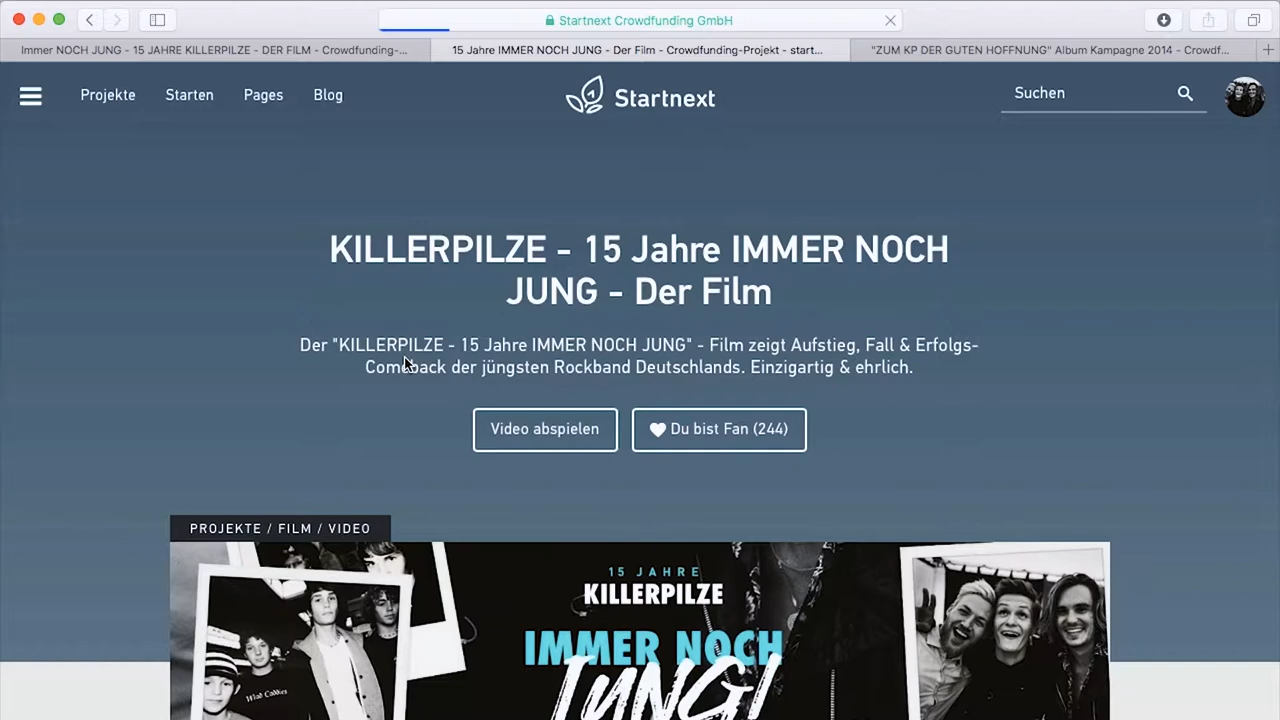 Startnext Crowdfunding GmbH
Immer NOCH JUNG - 15 JAHRE KILLERPILZE - DER FILM - Crowdfunding-...
15 Jahre IMMER NOCH JUNG - Der Film - Crowdfunding-Projekt - start...
"ZUM KP DER GUTEN HOFFNUNG" Album Kampagne 2014 - Crowdf...
Projekte
Starten
Pages
Blog
Startnext
Suchen
KILLERPILZE - 15 Jahre IMMER NOCH
JUNG - Der Film
Der "KILLERPILZE - 15 Jahre IMMER NOCH JUNG" - Film zeigt Aufstieg, Fall & Erfolgs-
Comeback der jüngsten Rockband Deutschlands. Einzigartig & ehrlich.
Video abspielen
Du bist Fan (244)
PROJEKTE / FILM / VIDEO
15 JAHRE
KILLERPILZE
IMMER NOCH
JUNG!
Wind Caddies